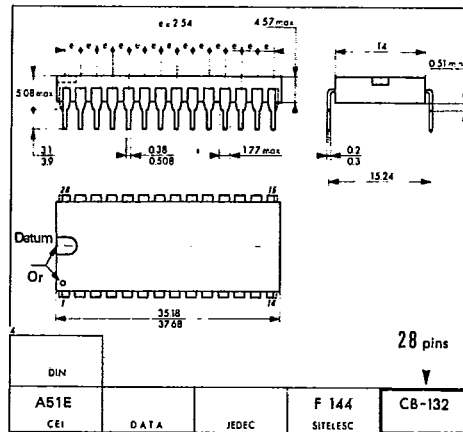 e = 2.54
4.57 max
e e e e e e e e e e e e e
5.08 max
3.1
3.9
0.38
0.508
1.77 max
14
0.51 min
0.2
0.3
15.24
28
15
Datum
Or
1
14
35.18
37.68
28 pins
4
DIN
A51E
CEI
DATA
JEDEC
F 144
SITELESC
CB-132